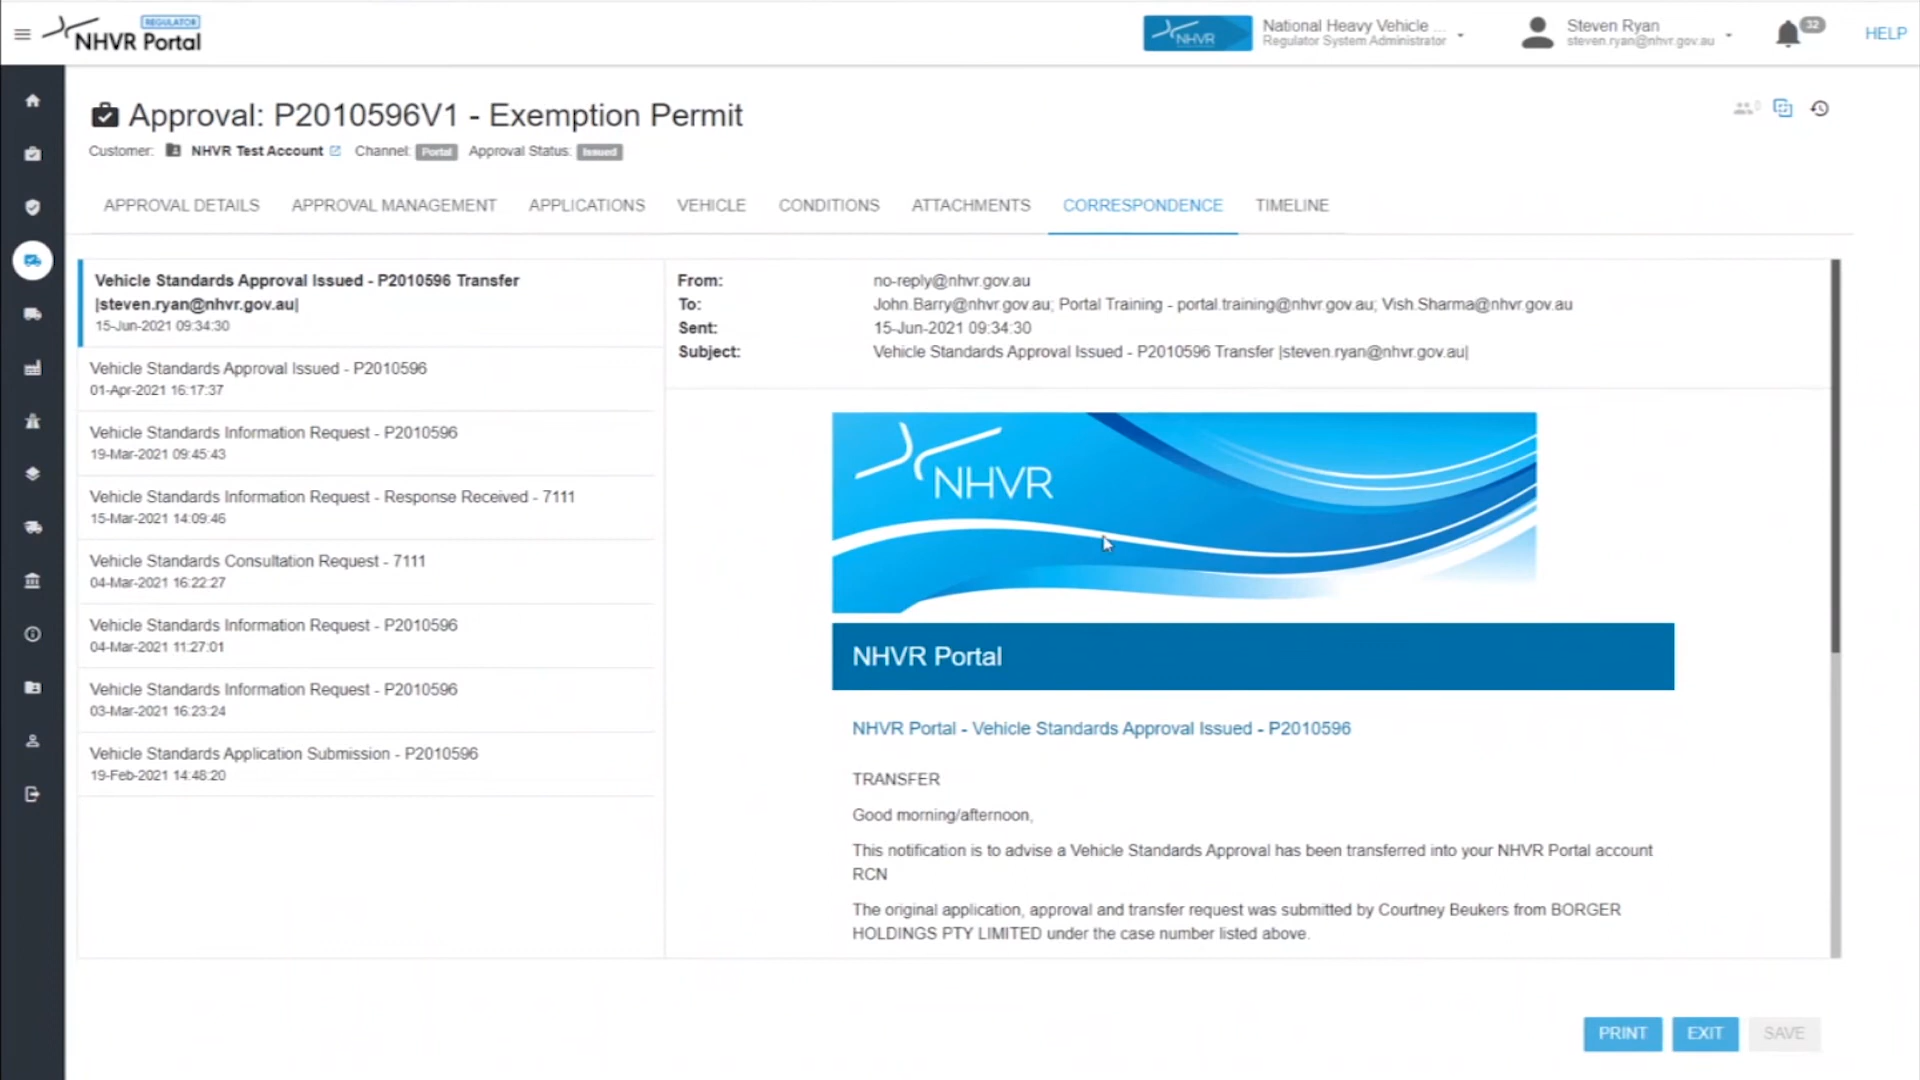 REGULATOR
NHVR Portal
NHVR
National Heavy Vehicle ...
Regulator System Administrator
Steven Ryan
steven.ryan@nhvr.gov.au
32
HELP
Approval: P2010596V1 - Exemption Permit
Customer: NHVR Test Account Channel: Portal Approval Status: Issued
0
APPROVAL DETAILS APPROVAL MANAGEMENT APPLICATIONS VEHICLE CONDITIONS ATTACHMENTS CORRESPONDENCE TIMELINE
Vehicle Standards Approval Issued - P2010596 Transfer
|steven.ryan@nhvr.gov.au|
15-Jun-2021 09:34:30
Vehicle Standards Approval Issued - P2010596
01-Apr-2021 16:17:37
Vehicle Standards Information Request - P2010596
19-Mar-2021 09:45:43
Vehicle Standards Information Request - Response Received - 7111
15-Mar-2021 14:09:46
Vehicle Standards Consultation Request - 7111
04-Mar-2021 16:22:27
Vehicle Standards Information Request - P2010596
04-Mar-2021 11:27:01
Vehicle Standards Information Request - P2010596
03-Mar-2021 16:23:24
Vehicle Standards Application Submission - P2010596
19-Feb-2021 14:48:20
From: no-reply@nhvr.gov.au
To: John.Barry@nhvr.gov.au; Portal Training - portal.training@nhvr.gov.au; Vish.Sharma@nhvr.gov.au
Sent: 15-Jun-2021 09:34:30
Subject: Vehicle Standards Approval Issued - P2010596 Transfer |steven.ryan@nhvr.gov.au|
NHVR
NHVR Portal
NHVR Portal - Vehicle Standards Approval Issued - P2010596
TRANSFER
Good morning/afternoon,
This notification is to advise a Vehicle Standards Approval has been transferred into your NHVR Portal account
RCN
The original application, approval and transfer request was submitted by Courtney Beukers from BORGER
HOLDINGS PTY LIMITED under the case number listed above.
PRINT EXIT SAVE